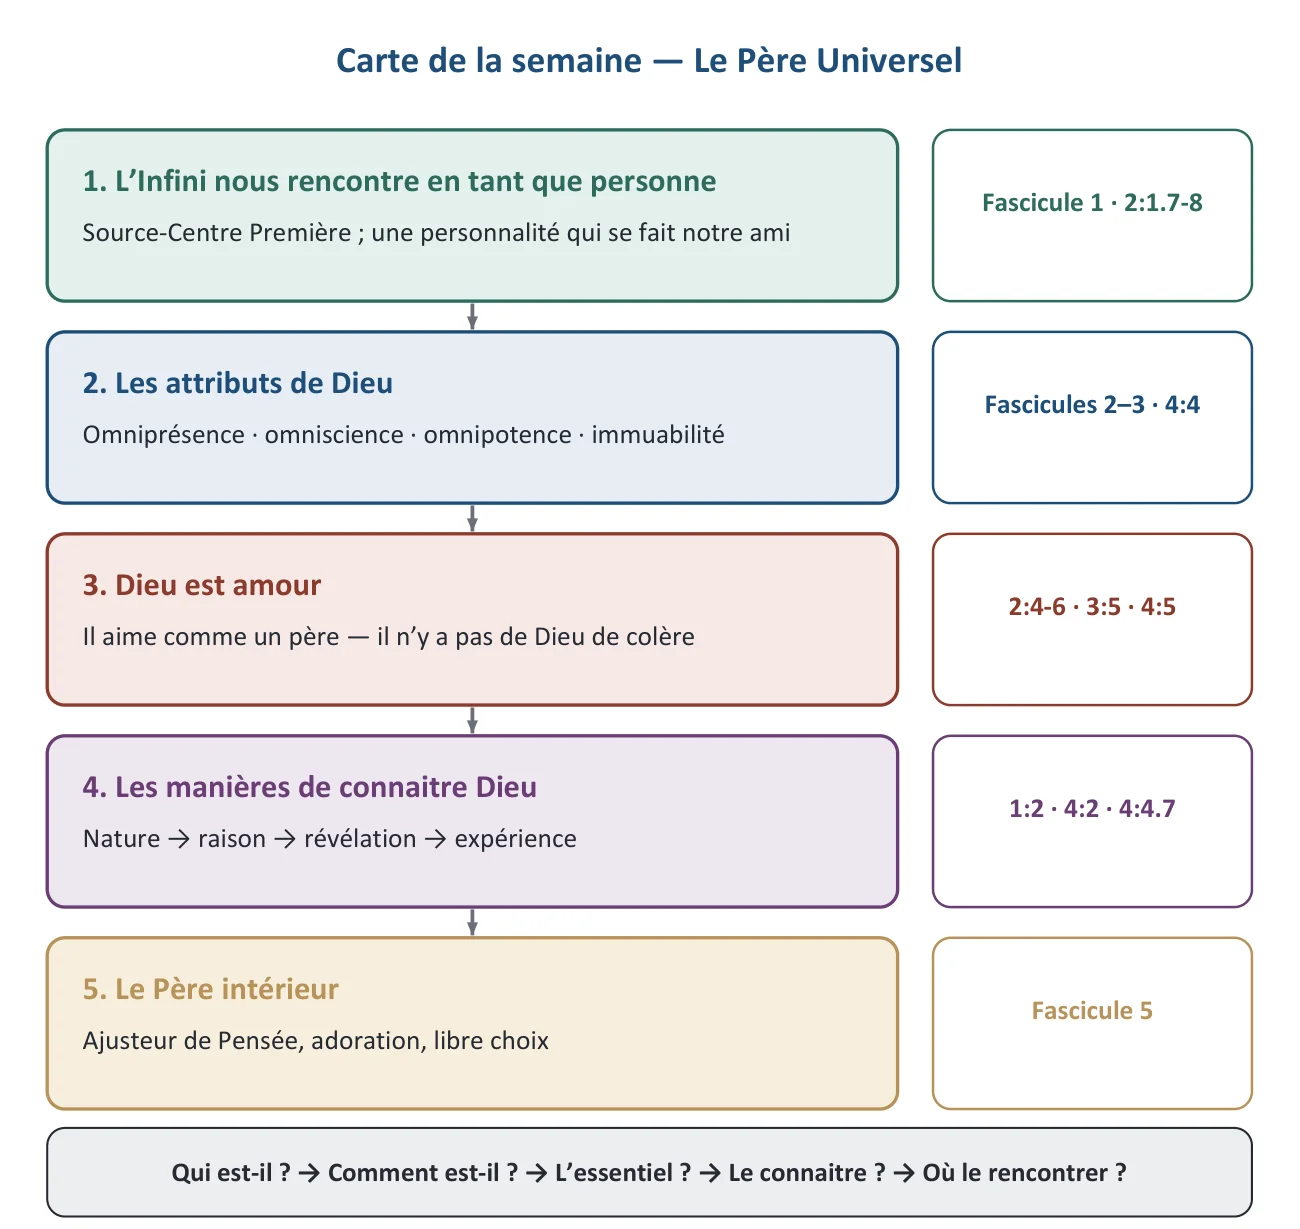 Carte de la semaine — Le Père Universel
1. L’Infini nous rencontre en tant que personne
Source-Centre Première ; une personnalité qui se fait notre ami
Fascicule 1 · 2:1.7-8
2. Les attributs de Dieu
Omniprésence · omniscience · omnipotence · immuabilité
Fascicules 2–3 · 4:4
3. Dieu est amour
Il aime comme un père — il n’y a pas de Dieu de colère
2:4-6 · 3:5 · 4:5
4. Les manières de connaitre Dieu
Nature → raison → révélation → expérience
1:2 · 4:2 · 4:4.7
5. Le Père intérieur
Ajusteur de Pensée, adoration, libre choix
Fascicule 5
Qui est-il ? → Comment est-il ? → L’essentiel ? → Le connaitre ? → Où le rencontrer ?